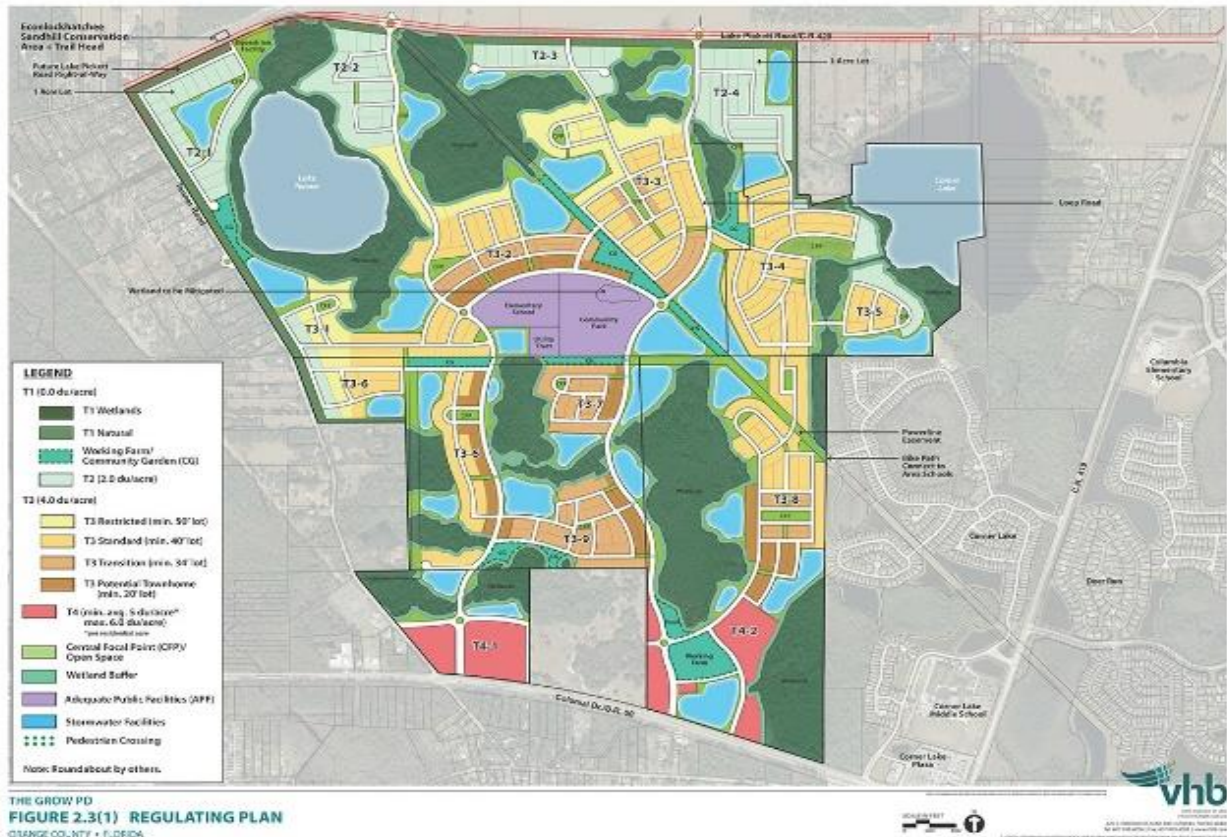 Econlockhatchee
Sandhill Conservation
Area & Trail Head
Future Lake Pickett
Road Right-of-Way
1 Acre Lot
Lake Pickett Road/C.R. 420
T2-1
T2-2
T2-3
T2-4
1 Acre Lot
Corner
Lake
Loop Road
T3-3
T3-2
T3-4
T3-5
Wetland to be Mitigated
Elementary
School
Community
Park
Utility
Tract
T3-1
T3-6
T3-7
T3-6
T3-8
T3-9
T4-1
T4-2
Working
Farm
Powerline
Easement
Bike Path
Connect to
Area Schools
Columbia
Elementary
School
C.R. 419
Corner Lake
Deer Run
Corner Lake
Middle School
Corner Lake
Plaza
Colonial Dr./S.R. 50
LEGEND
T1 (0.0 du/acre)
T1 Wetlands
T1 Natural
Working Farm/
Community Garden (CG)
T2 (2.0 du/acre)
T3 Restricted (min. 50' lot)
T3 Standard (min. 40' lot)
T3 Transition (min. 34' lot)
T3 Potential Townhome
(min. 20' lot)
T4 (min. avg. 5 du/acre*
max. 6.0 du/acre)
Central Focal Point (CFP)/
Open Space
Wetland Buffer
Adequate Public Facilities (APF)
Stormwater Facilities
Pedestrian Crossing
Note: Roundabout by others.
THE GROW PD
FIGURE 2.3(1) REGULATING PLAN
ORANGE COUNTY • FLORIDA
vhb